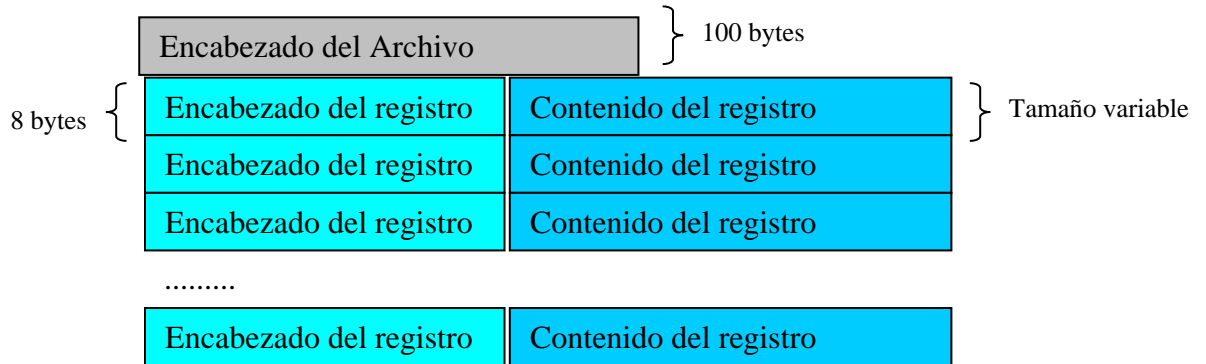 Encabezado del Archivo
100 bytes
8 bytes
Encabezado del registro
Contenido del registro
Tamaño variable
Encabezado del registro
Contenido del registro
Encabezado del registro
Contenido del registro
.........
Encabezado del registro
Contenido del registro